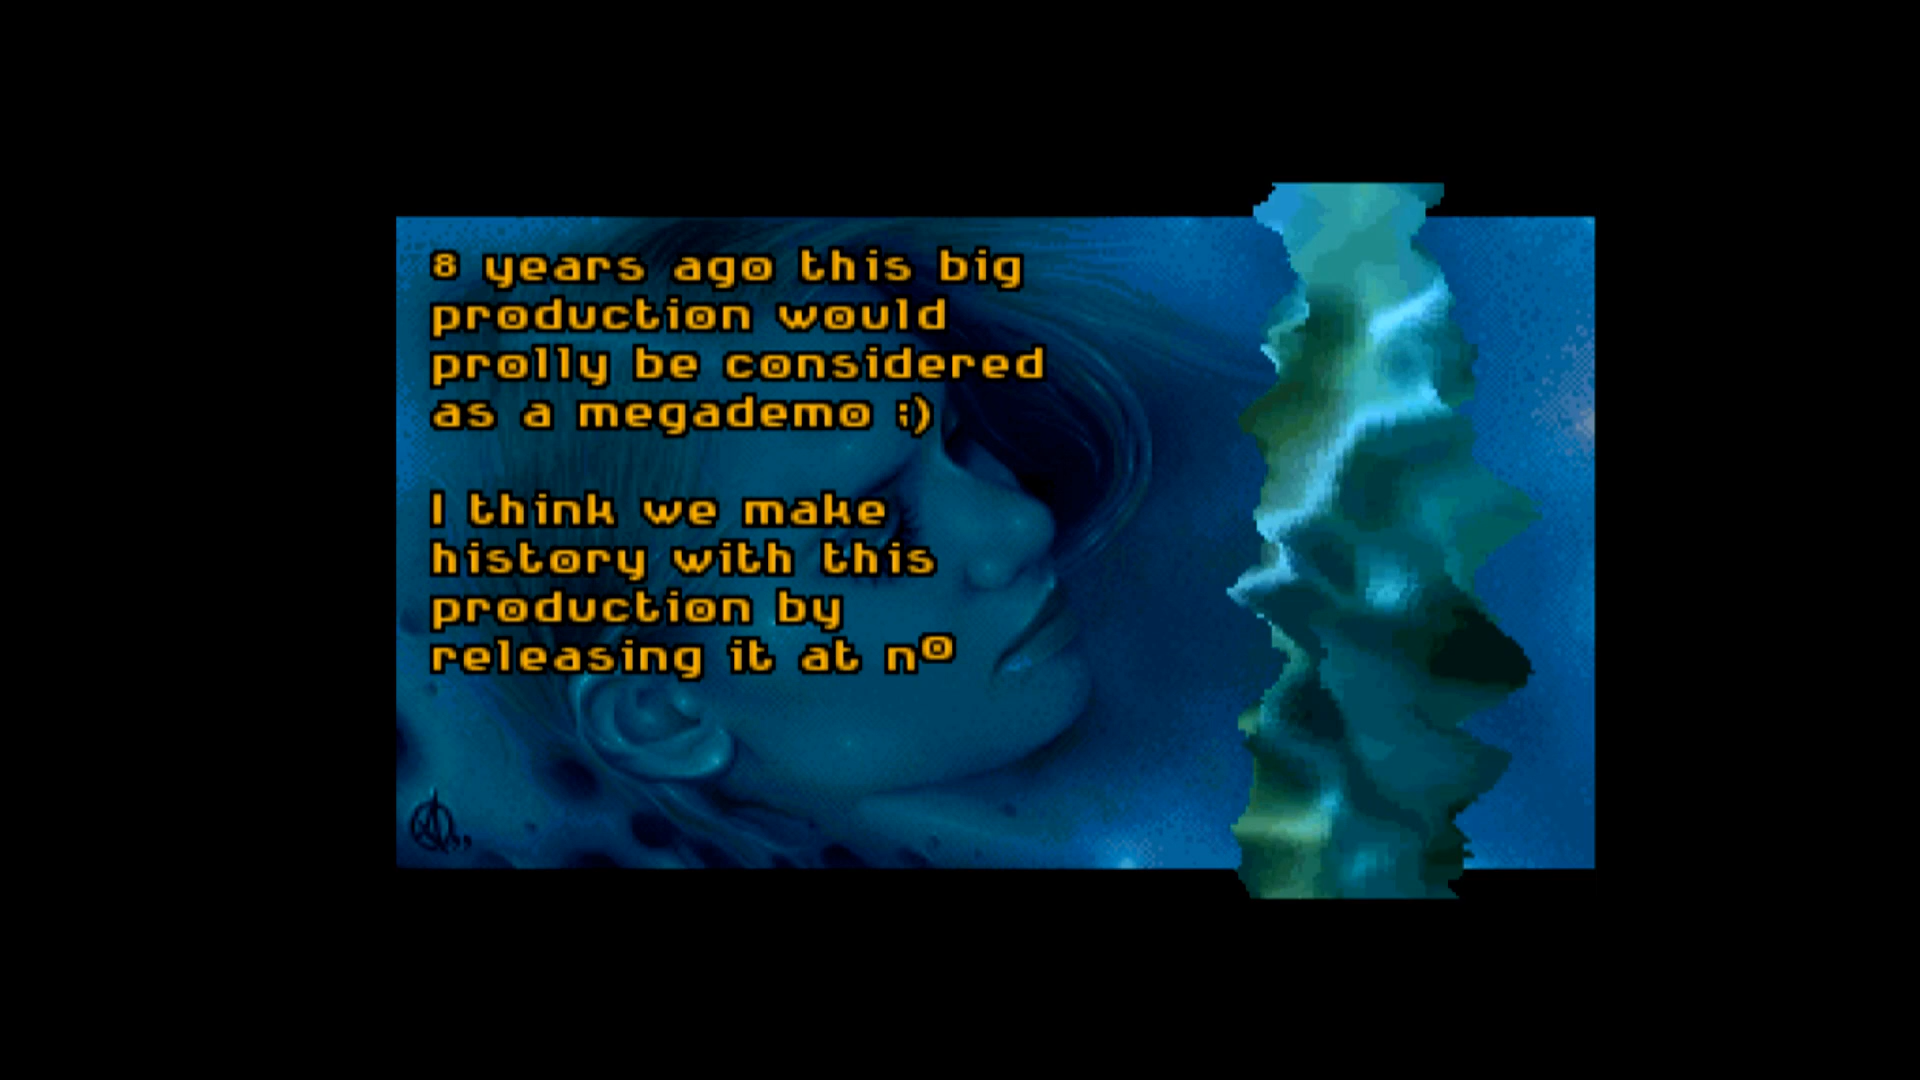 8 years ago this big
production would
prolly be considered
as a megademo ;)
I think we make
history with this
production by
releasing it at nº